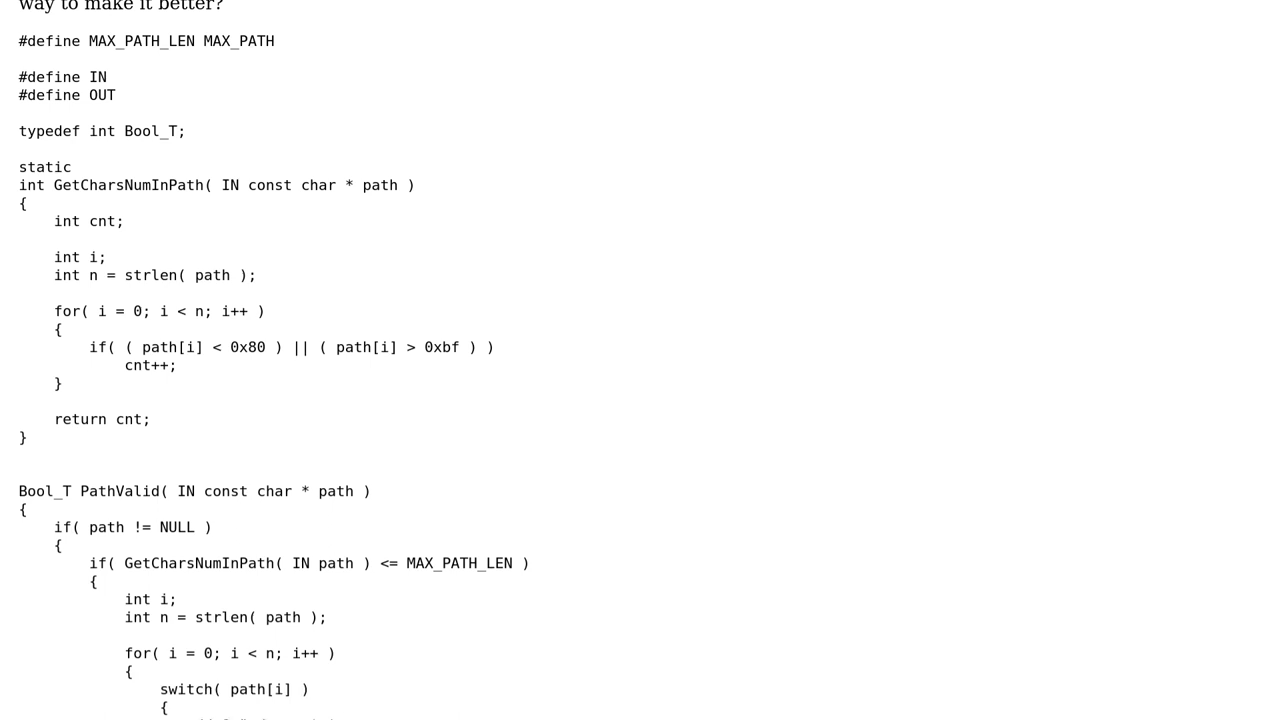 way to make it better?
#define MAX_PATH_LEN MAX_PATH
#define IN
#define OUT
typedef int Bool_T;
static
int GetCharsNumInPath( IN const char * path )
{
    int cnt;
    int i;
    int n = strlen( path );
    for( i = 0; i < n; i++ )
    {
        if( ( path[i] < 0x80 ) || ( path[i] > 0xbf ) )
            cnt++;
    }
    return cnt;
}
Bool_T PathValid( IN const char * path )
{
    if( path != NULL )
    {
        if( GetCharsNumInPath( IN path ) <= MAX_PATH_LEN )
        {
            int i;
            int n = strlen( path );
            for( i = 0; i < n; i++ )
            {
                switch( path[i] )
                {